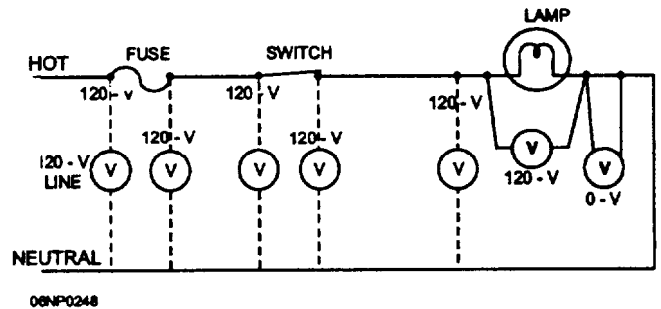 LAMP
FUSE
SWITCH
HOT
120 - V
120 - V
120 - V
120 - V
120 - V
120 - V
LINE
V
V
V
V
V
V
V
120 - V
0 - V
NEUTRAL
06NP0248